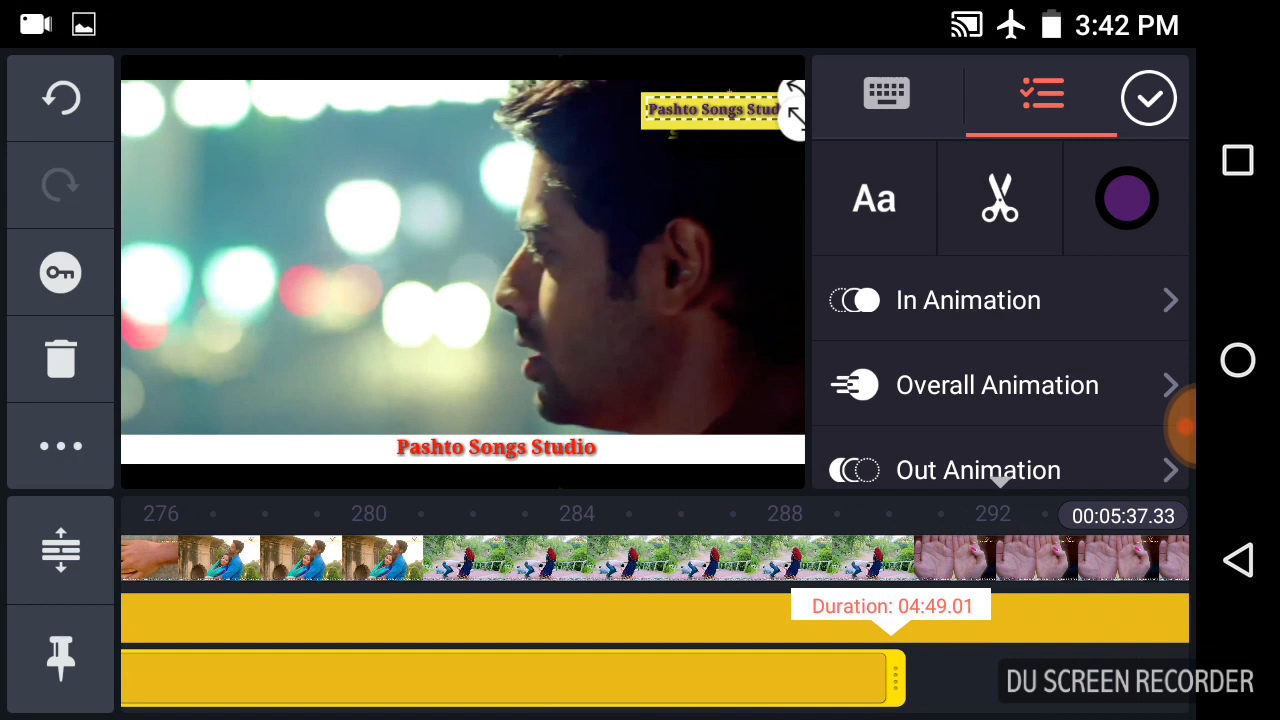 3:42 PM
Pashto Songs Stud
Aa
In Animation
Overall Animation
Out Animation
Pashto Songs Studio
276 280 284 288 292 00:05:37.33
Duration: 04:49.01
DU SCREEN RECORDER